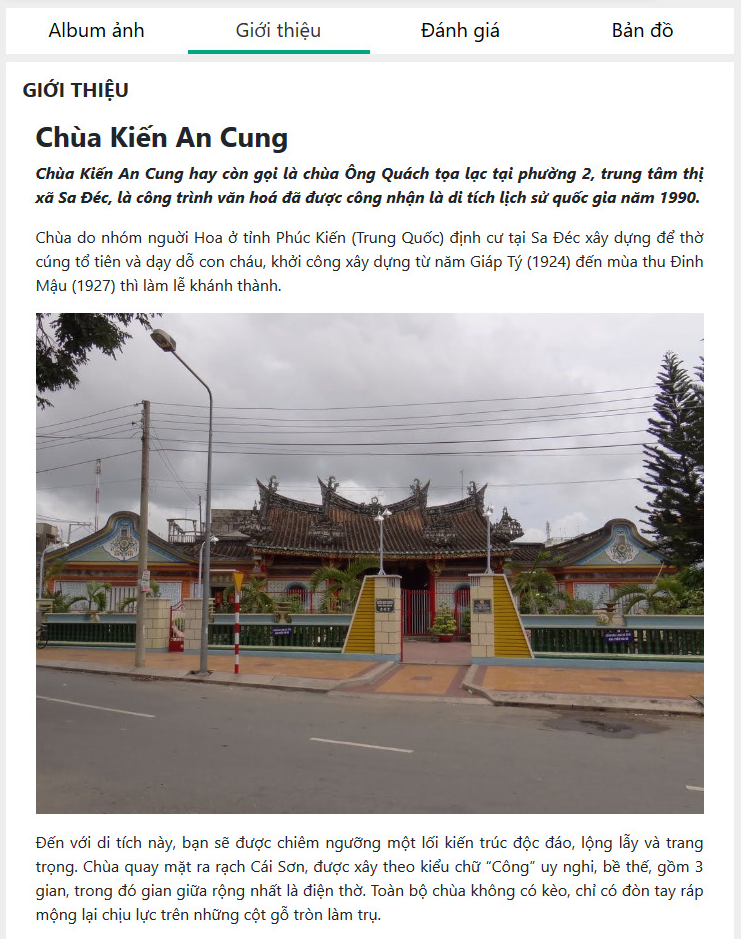 Album ảnh
Giới thiệu
Đánh giá
Bản đồ
GIỚI THIỆU
Chùa Kiến An Cung
Chùa Kiến An Cung hay còn gọi là chùa Ông Quách tọa lạc tại phường 2, trung tâm thị
xã Sa Đéc, là công trình văn hoá đã được công nhận là di tích lịch sử quốc gia năm 1990.
Chùa do nhóm người Hoa ở tỉnh Phúc Kiến (Trung Quốc) định cư tại Sa Đéc xây dựng để thờ
cúng tổ tiên và dạy dỗ con cháu, khởi công xây dựng từ năm Giáp Tý (1924) đến mùa thu Đinh
Mậu (1927) thì làm lễ khánh thành.
Đến với di tích này, bạn sẽ được chiêm ngưỡng một lối kiến trúc độc đáo, lộng lẫy và trang
trọng. Chùa quay mặt ra rạch Cái Sơn, được xây theo kiểu chữ “Công” uy nghi, bề thế, gồm 3
gian, trong đó gian giữa rộng nhất là điện thờ. Toàn bộ chùa không có kèo, chỉ có đòn tay ráp
mộng lại chịu lực trên những cột gỗ tròn làm trụ.